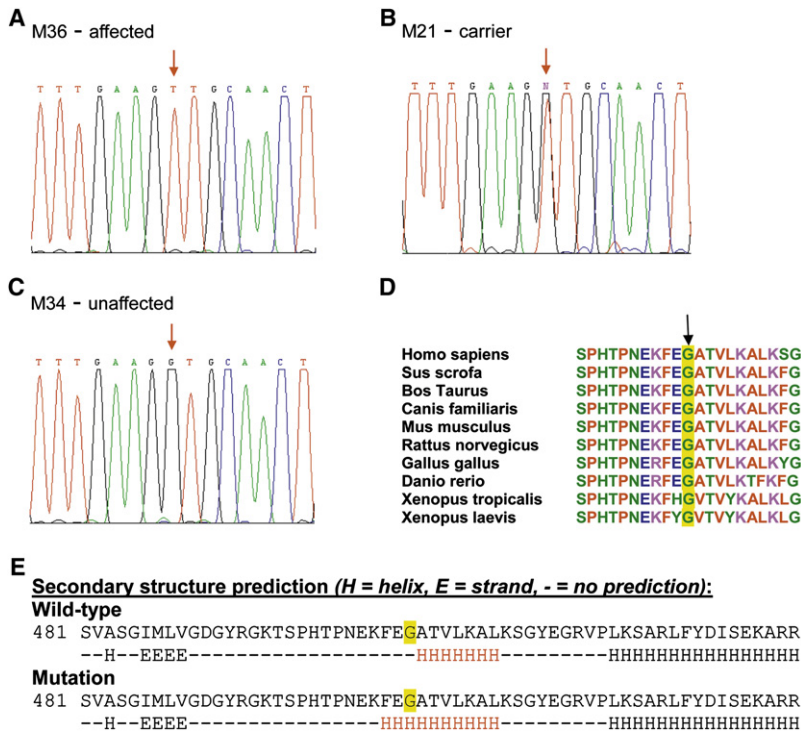 A
M36 - affected
T T T G A A G T T G C A A C T
B
M21 - carrier
T T T G A A G N T G C A A C T
C
M34 - unaffected
T T T G A A G G T G C A A C T
D
Homo sapiens SPHTPNEKFEGATVLKALKSG
Sus scrofa SPHTPNEKFEGATVLKALKFG
Bos Taurus SPHTPNEKFEGATVLKALKFG
Canis familiaris SPHTPNEKFEGATVLKALKFG
Mus musculus SPHTPNEKFEGATVLKALKFG
Rattus norvegicus SPHTPNEKFEGATVLKALKFG
Gallus gallus SPHTPNERFEGATVLKALKYG
Danio rerio SPHTPNERFEGATVLKTFKFG
Xenopus tropicalis SPHTPNEKFHGVTVYKALKLG
Xenopus laevis SPHTPNEKFYGVTVYKALKLG
E
Secondary structure prediction (H = helix, E = strand, - = no prediction):
Wild-type
481 SVASGIMLVGDGYRGKTSPHTPNEKFEGATVLKALKSGYEGRVPLKSARLFYDISEKARR
--H--EEEE-------------------HHHHHHH---------HHHHHHHHHHHHHHHH
Mutation
481 SVASGIMLVGDGYRGKTSPHTPNEKFEGATVLKALKSGYEGRVPLKSARLFYDISEKARR
--H--EEEE----------------HHHHHHHHHH---------HHHHHHHHHHHHHHHH